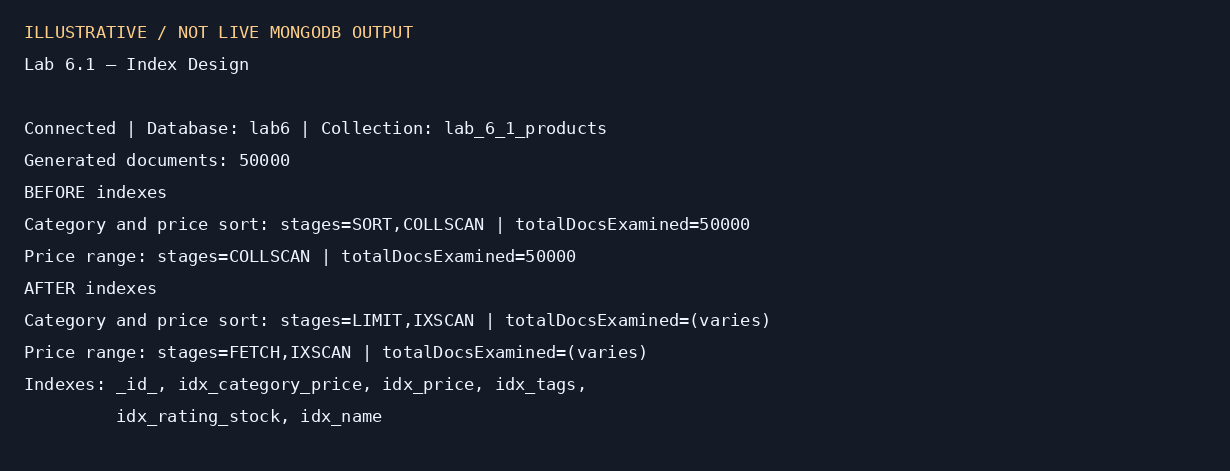 ILLUSTRATIVE / NOT LIVE MONGODB OUTPUT
Lab 6.1 — Index Design
Connected | Database: lab6 | Collection: lab_6_1_products
Generated documents: 50000
BEFORE indexes
Category and price sort: stages=SORT,COLLSCAN | totalDocsExamined=50000
Price range: stages=COLLSCAN | totalDocsExamined=50000
AFTER indexes
Category and price sort: stages=LIMIT,IXSCAN | totalDocsExamined=(varies)
Price range: stages=FETCH,IXSCAN | totalDocsExamined=(varies)
Indexes: _id_, idx_category_price, idx_price, idx_tags,
idx_rating_stock, idx_name